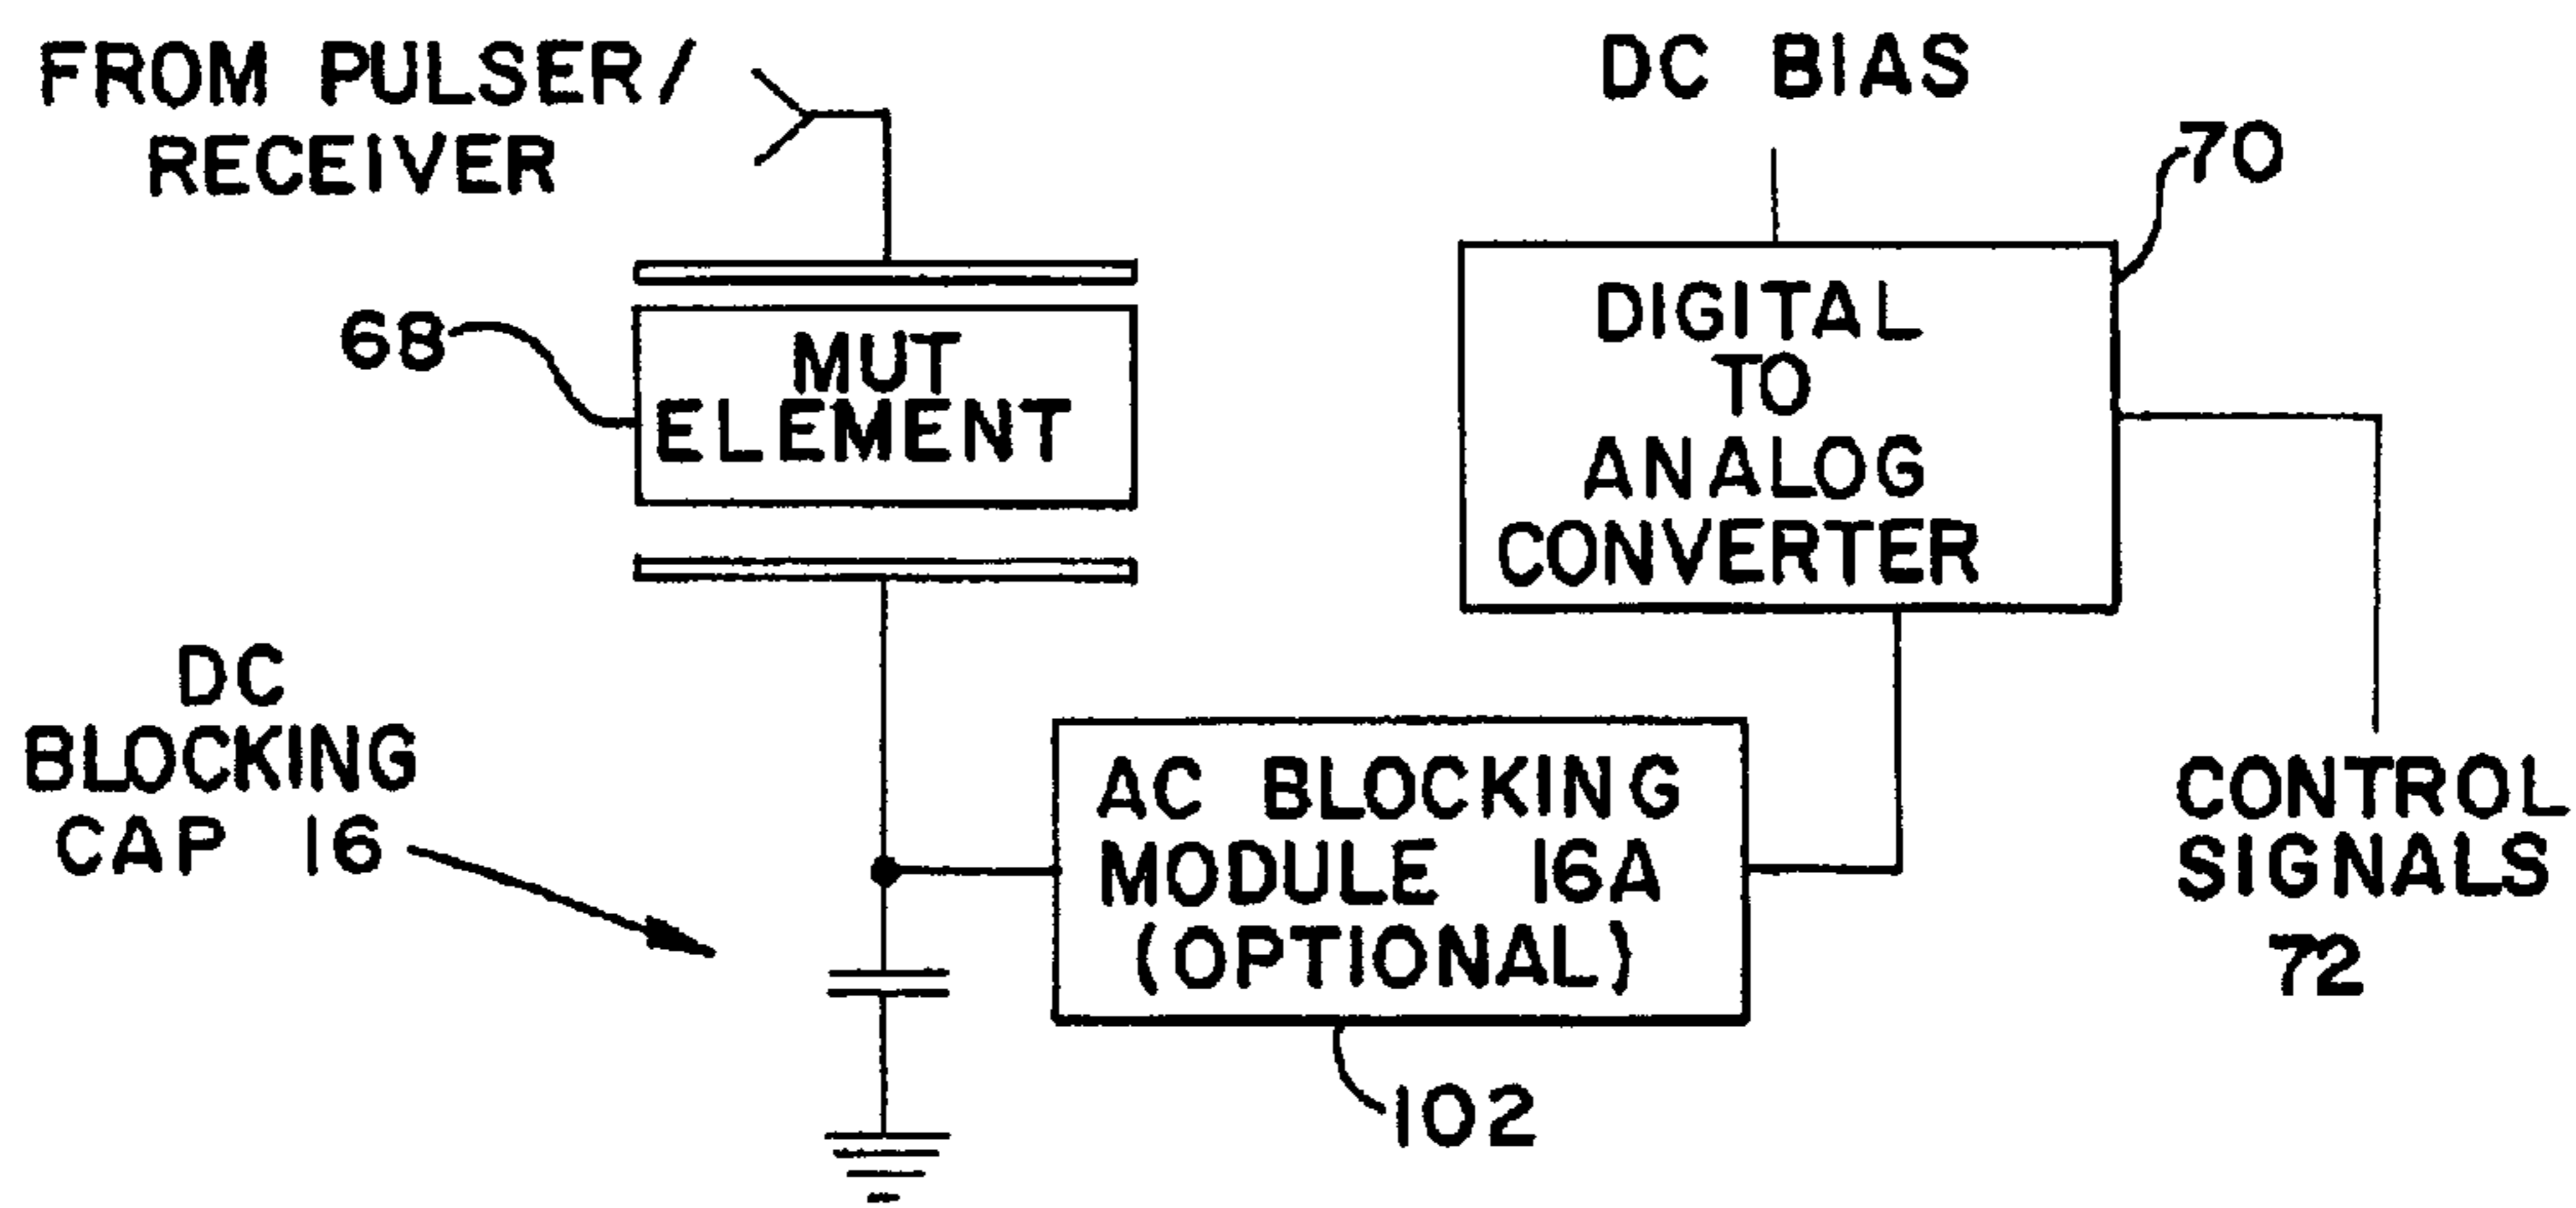 FROM PULSER/
RECEIVER
DC BIAS
70
68
MUT
ELEMENT
DIGITAL
TO
ANALOG
CONVERTER
DC
BLOCKING
CAP 16
AC BLOCKING
MODULE 16A
(OPTIONAL)
102
CONTROL
SIGNALS
72